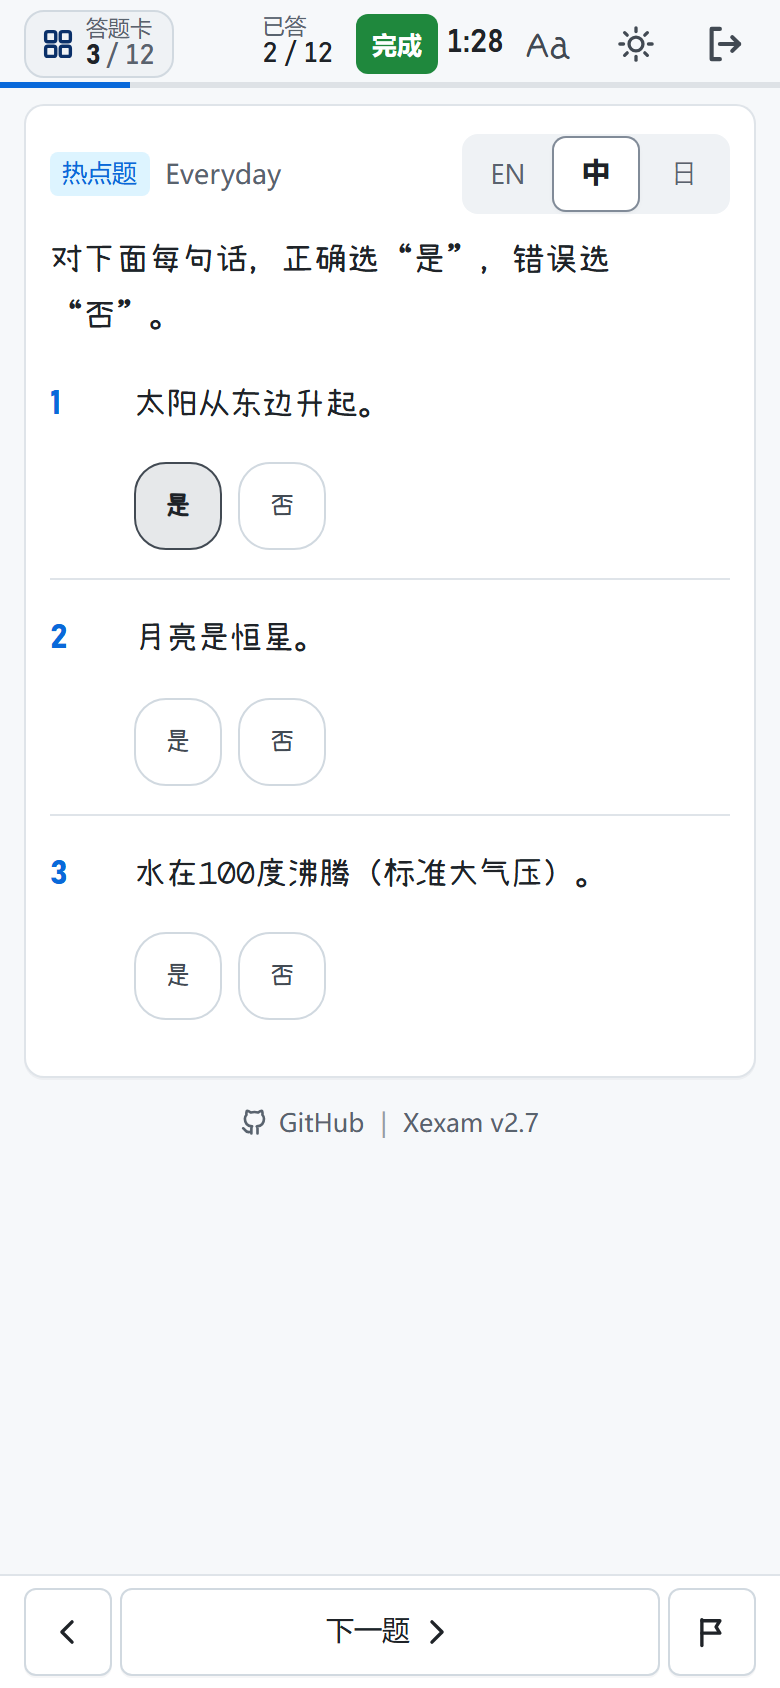 答题卡
3 / 12
已答
2 / 12
完成
1:28
Aa
热点题 Everyday
EN 中 日
对下面每句话，正确选“是”，错误选
“否”。
1 太阳从东边升起。
是 否
2 月亮是恒星。
是 否
3 水在100度沸腾（标准大气压）。
是 否
GitHub | Xexam v2.7
下一题